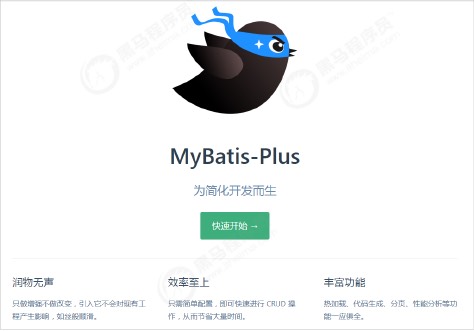 MyBatis-Plus
为简化开发而生
快速开始 →
润物无声
只做增强不做改变，引入它不会对现有工
程产生影响，如丝般顺滑。
效率至上
只需简单配置，即可快速进行 CRUD 操
作，从而节省大量时间。
丰富功能
热加载、代码生成、分页、性能分析等功
能一应俱全。
黑马程序员
黑马程序员
黑马程序员